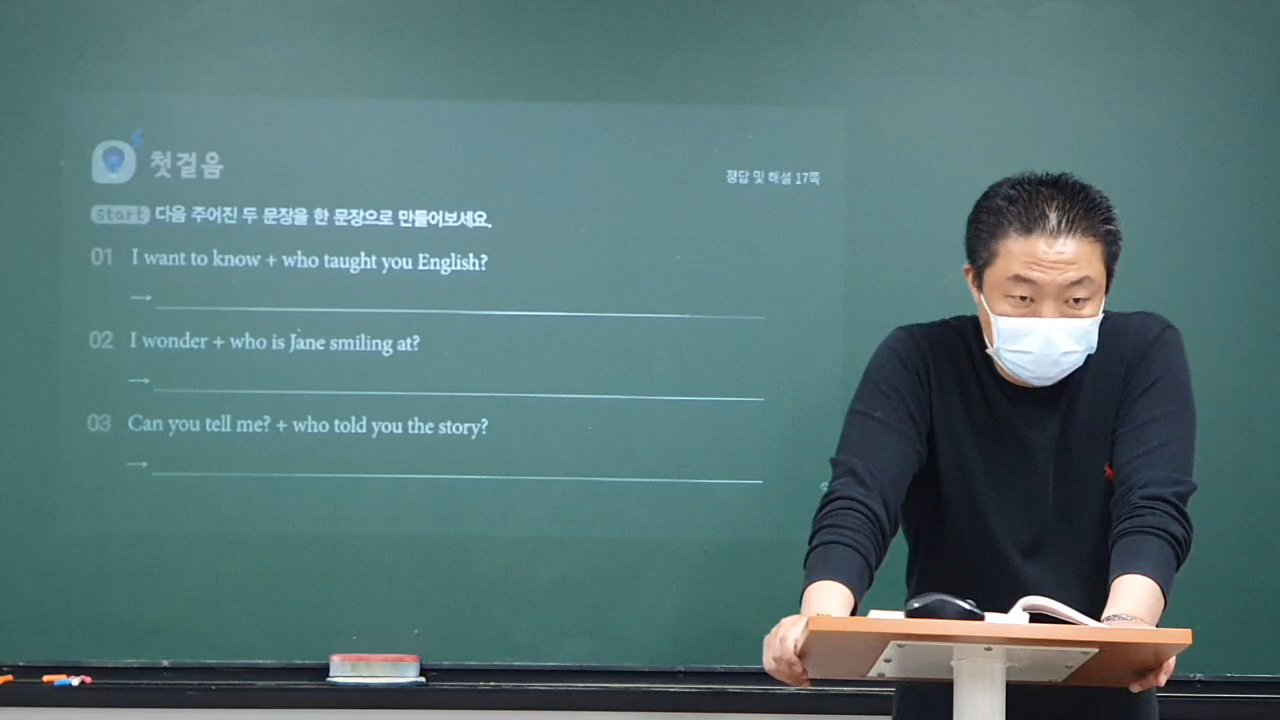 첫걸음
정답 및 해설 17쪽
start 다음 주어진 두 문장을 한 문장으로 만들어보세요.
01 I want to know + who taught you English?
→
02 I wonder + who is Jane smiling at?
→
03 Can you tell me? + who told you the story?
→